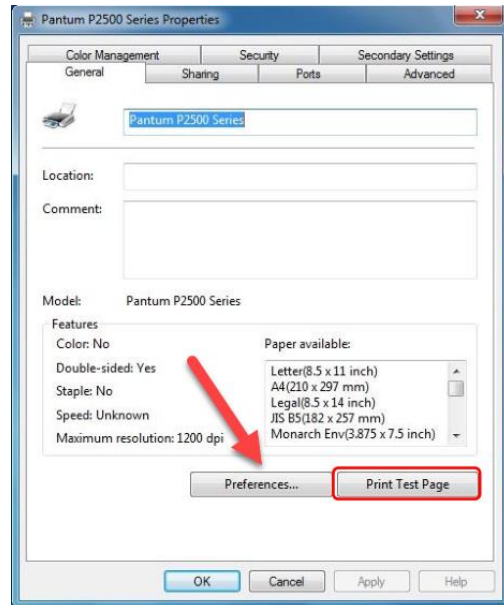 Pantum P2500 Series Properties
Color Management Security Secondary Settings
General Sharing Ports Advanced
Pantum P2500 Series
Location:
Comment:
Model: Pantum P2500 Series
Features
Color: No
Double-sided: Yes
Staple: No
Speed: Unknown
Maximum resolution: 1200 dpi
Paper available:
Letter(8.5 x 11 inch)
A4(210 x 297 mm)
Legal(8.5 x 14 inch)
JIS B5(182 x 257 mm)
Monarch Env(3.875 x 7.5 inch)
Preferences... Print Test Page
OK Cancel Apply Help